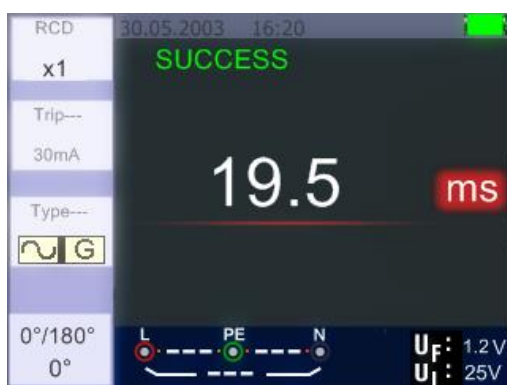 RCD
30.05.2003 16:20
x1
SUCCESS
Trip---
30mA
19.5
ms
Type---
G
0°/180°
0°
L PE N
UF: 1.2V
UL: 25V